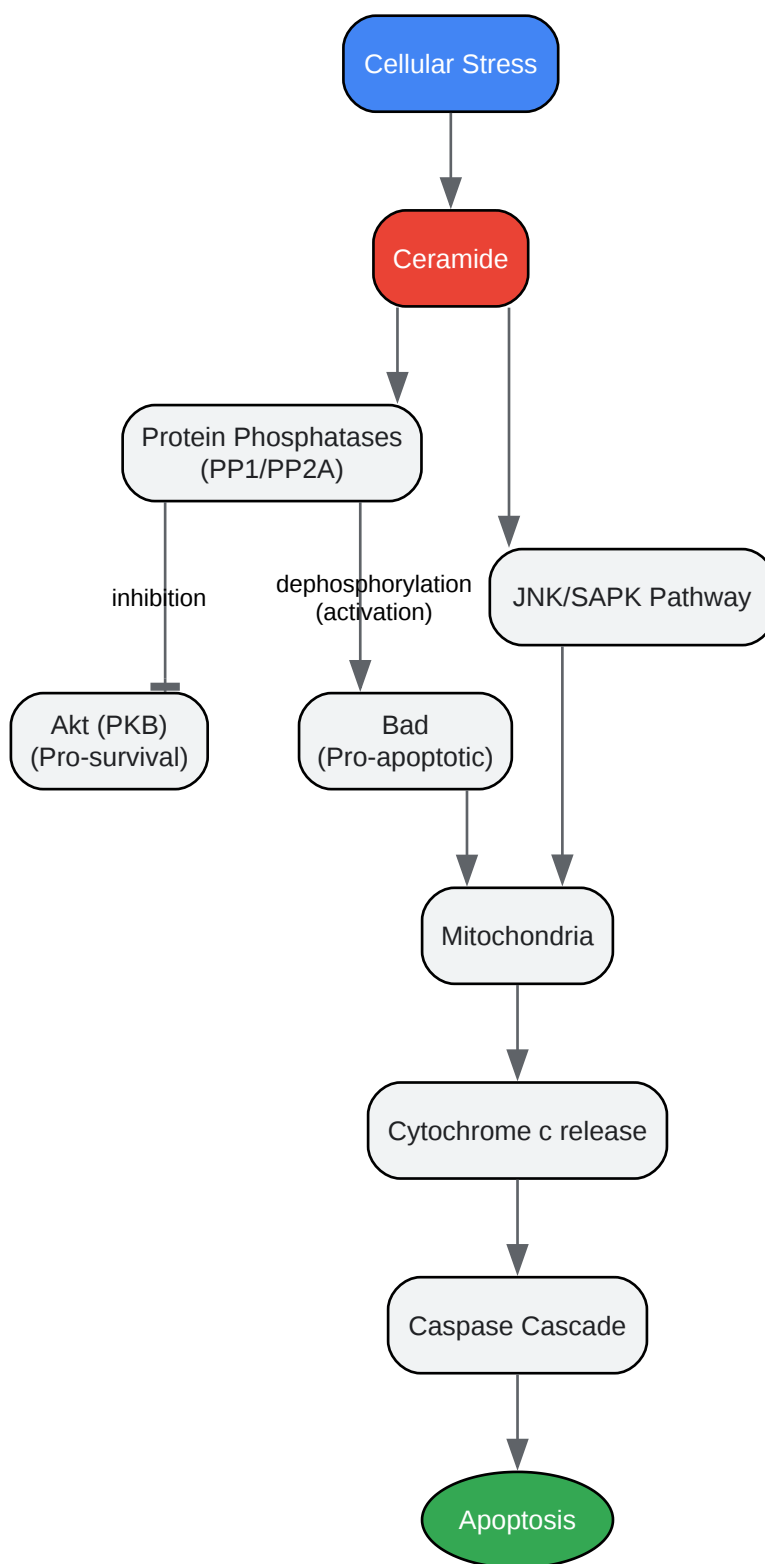 Cellular Stress
Ceramide
Protein Phosphatases
(PP1/PP2A)
inhibition
dephosphorylation
(activation)
JNK/SAPK Pathway
Akt (PKB)
(Pro-survival)
Bad
(Pro-apoptotic)
Mitochondria
Cytochrome c release
Caspase Cascade
Apoptosis